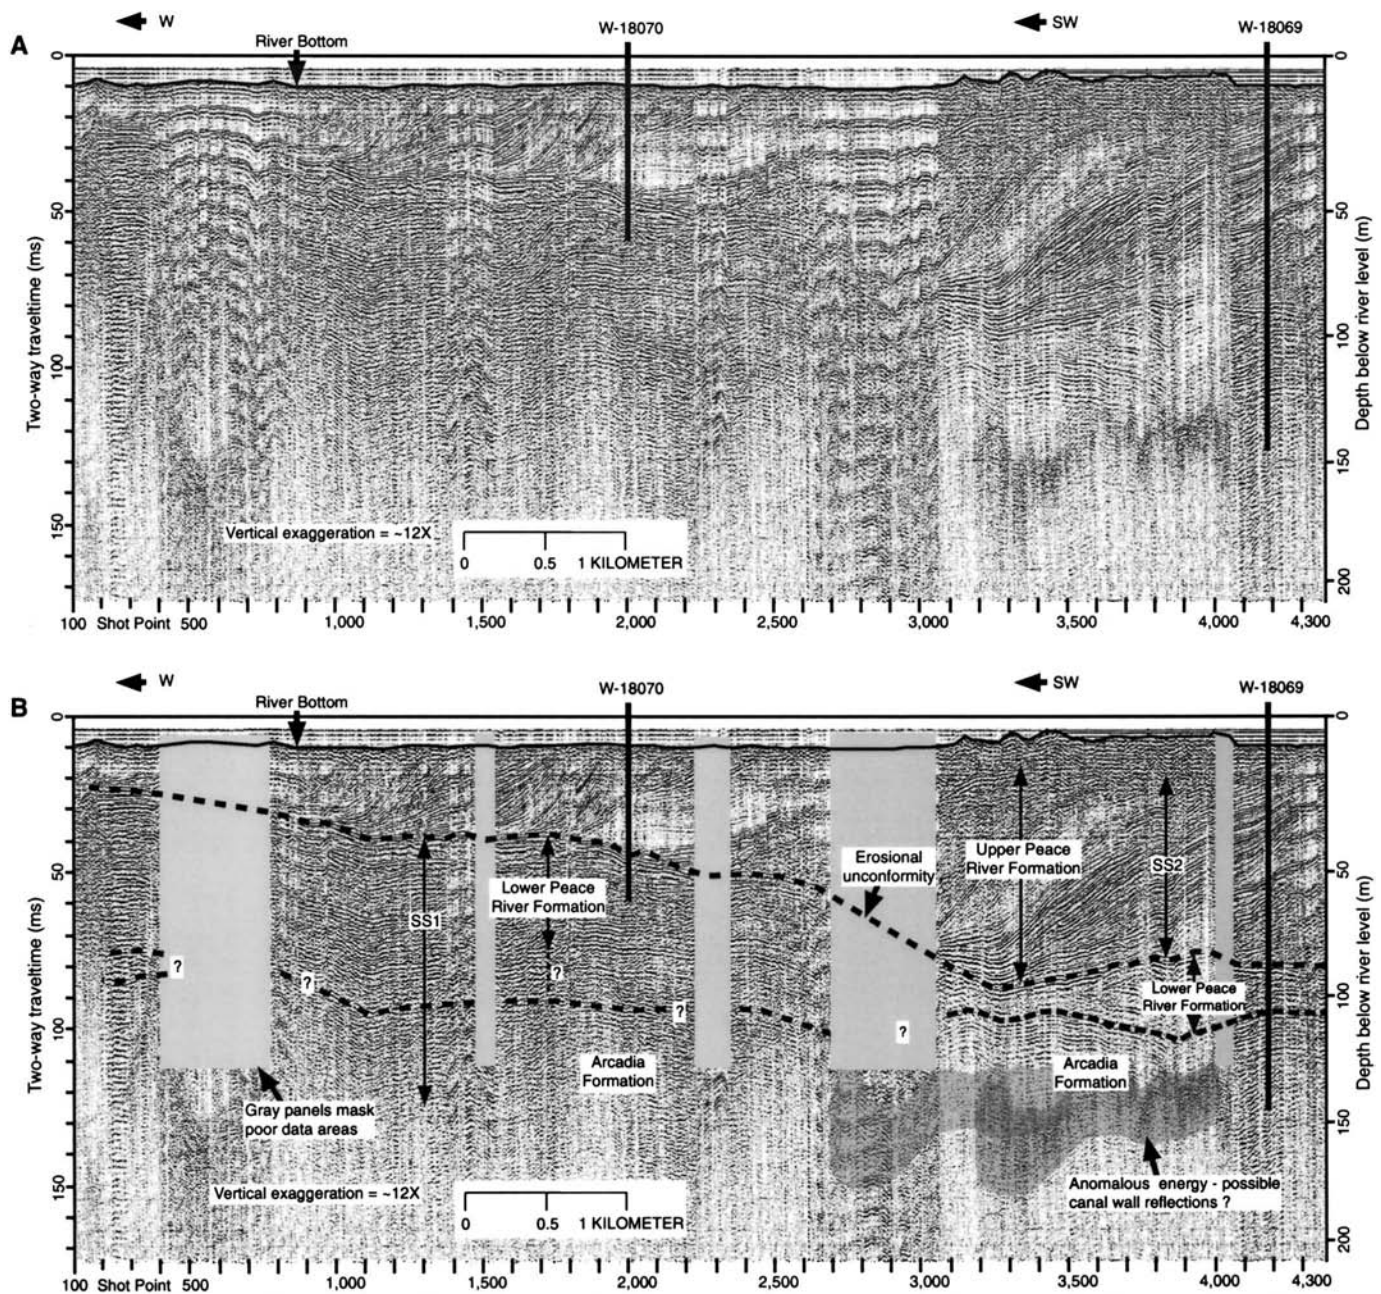 A
W
SW
River Bottom
W-18070
W-18069
0
50
100
150
Two-way traveltime (ms)
0
50
100
150
200
Depth below river level (m)
Vertical exaggeration = ~12X
0 0.5 1 KILOMETER
100 Shot Point 500 1,000 1,500 2,000 2,500 3,000 3,500 4,000 4,300
B
W
SW
River Bottom
W-18070
W-18069
0
50
100
150
Two-way traveltime (ms)
0
50
100
150
200
Depth below river level (m)
Erosional
unconformity
Upper Peace
River Formation
SS2
Lower Peace
River Formation
SS1
?
?
?
?
?
Lower Peace
River Formation
Arcadia
Formation
Arcadia
Formation
Gray panels mask
poor data areas
Anomalous energy - possible
canal wall reflections ?
Vertical exaggeration = ~12X
0 0.5 1 KILOMETER
100 Shot Point 500 1,000 1,500 2,000 2,500 3,000 3,500 4,000 4,300